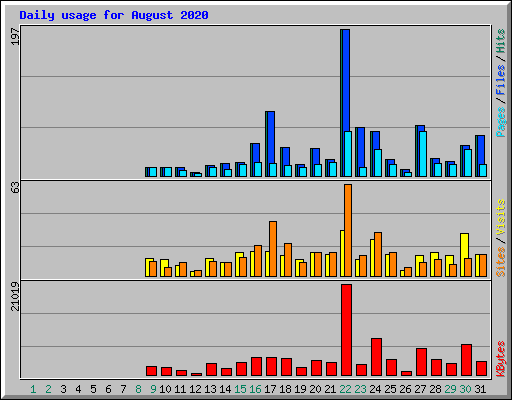 Daily usage for August 2020
197
Pages / Files / Hits
63
Sites / Visits
21019
KBytes
1 2 3 4 5 6 7 8 9 10 11 12 13 14 15 16 17 18 19 20 21 22 23 24 25 26 27 28 29 30 31